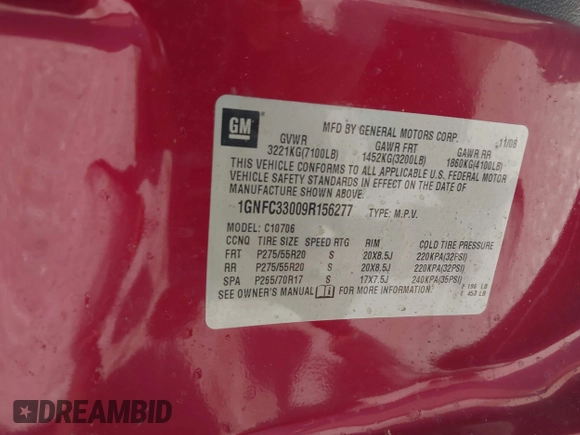 GM
MFD BY GENERAL MOTORS CORP. 11/08
GVWR GAWR FRT GAWR RR
3221KG(7100LB) 1452KG(3200LB) 1860KG(4100LB)
THIS VEHICLE CONFORMS TO ALL APPLICABLE U.S. FEDERAL MOTOR
VEHICLE SAFETY STANDARDS IN EFFECT ON THE DATE OF
MANUFACTURE SHOWN ABOVE.
1GNFC33009R156277 TYPE: M.P.V.
MODEL: C10706
CCNQ TIRE SIZE SPEED RTG RIM COLD TIRE PRESSURE
FRT P275/55R20 S 20X8.5J 220KPA(32PSI)
RR P275/55R20 S 20X8.5J 220KPA(32PSI)
SPA P265/70R17 S 17X7.5J 240KPA(35PSI)
SEE OWNER'S MANUAL FOR MORE INFORMATION.
DREAMBID